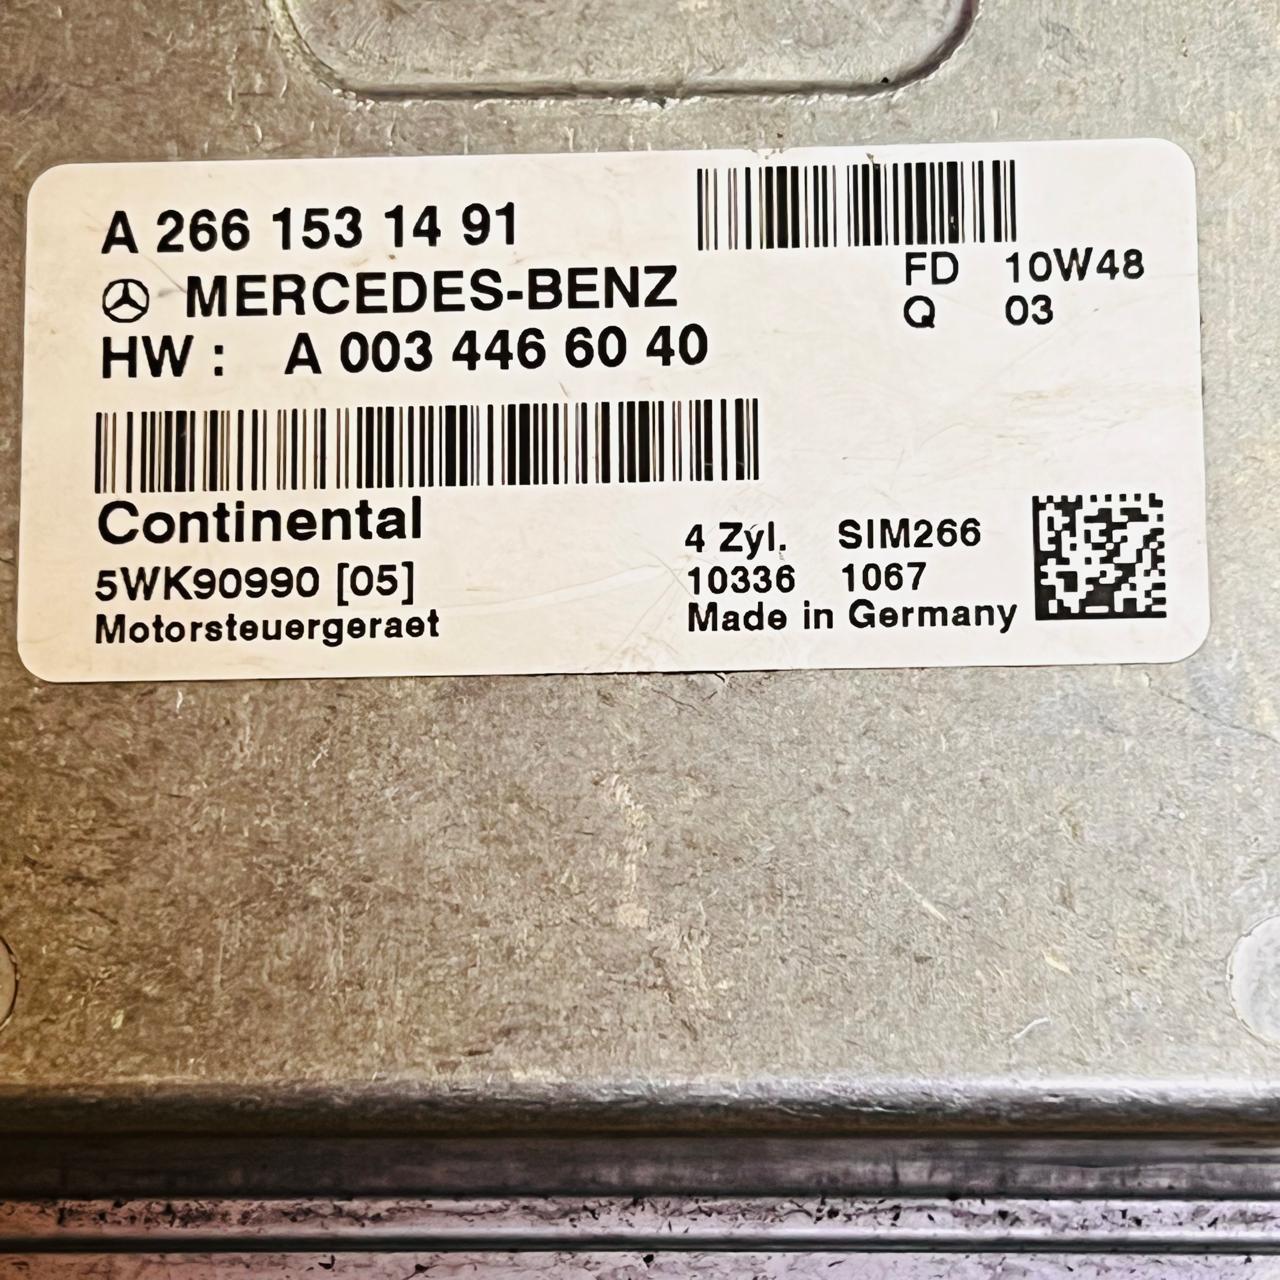 A 266 153 14 91
MERCEDES-BENZ
HW : A 003 446 60 40
FD 10W48
Q 03
Continental
5WK90990 [05]
Motorsteuergeraet
4 Zyl. SIM266
10336 1067
Made in Germany